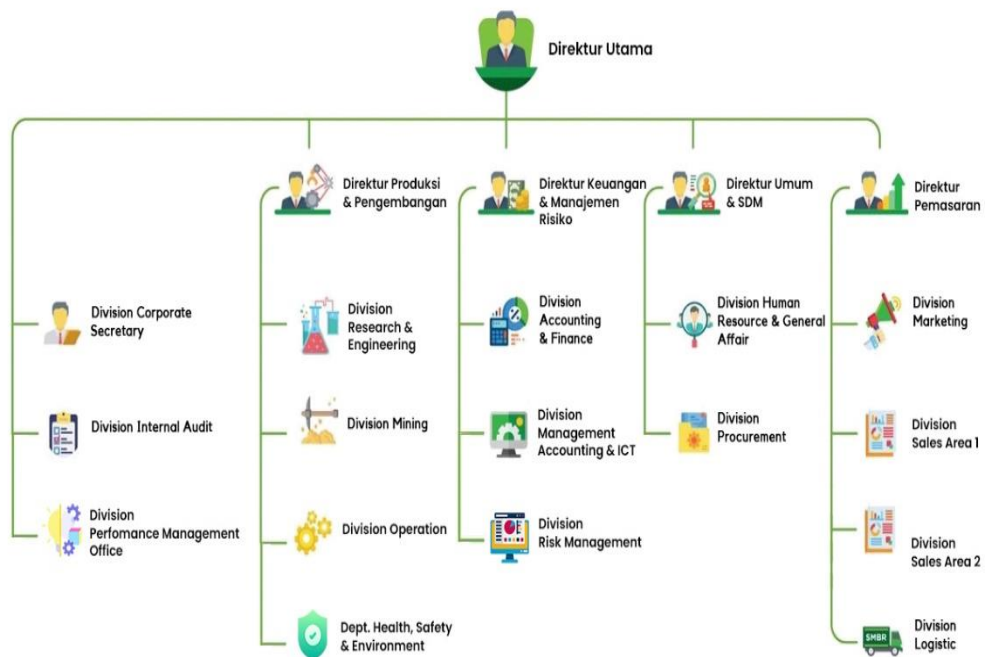 Direktur Utama
Direktur Produksi
& Pengembangan
Direktur Keuangan
& Manajemen
Risiko
Direktur Umum
& SDM
Direktur
Pemasaran
Division Corporate
Secretary
Division
Research &
Engineering
Division
Accounting
& Finance
Division Human
Resource & General
Affair
Division
Marketing
Division Internal Audit
Division Mining
Division
Management
Accounting & ICT
Division
Procurement
Division
Sales Area 1
Division
Perfomance Management
Office
Division Operation
Division
Risk Management
Division
Sales Area 2
Dept. Health, Safety
& Environment
SMBR
Division
Logistic